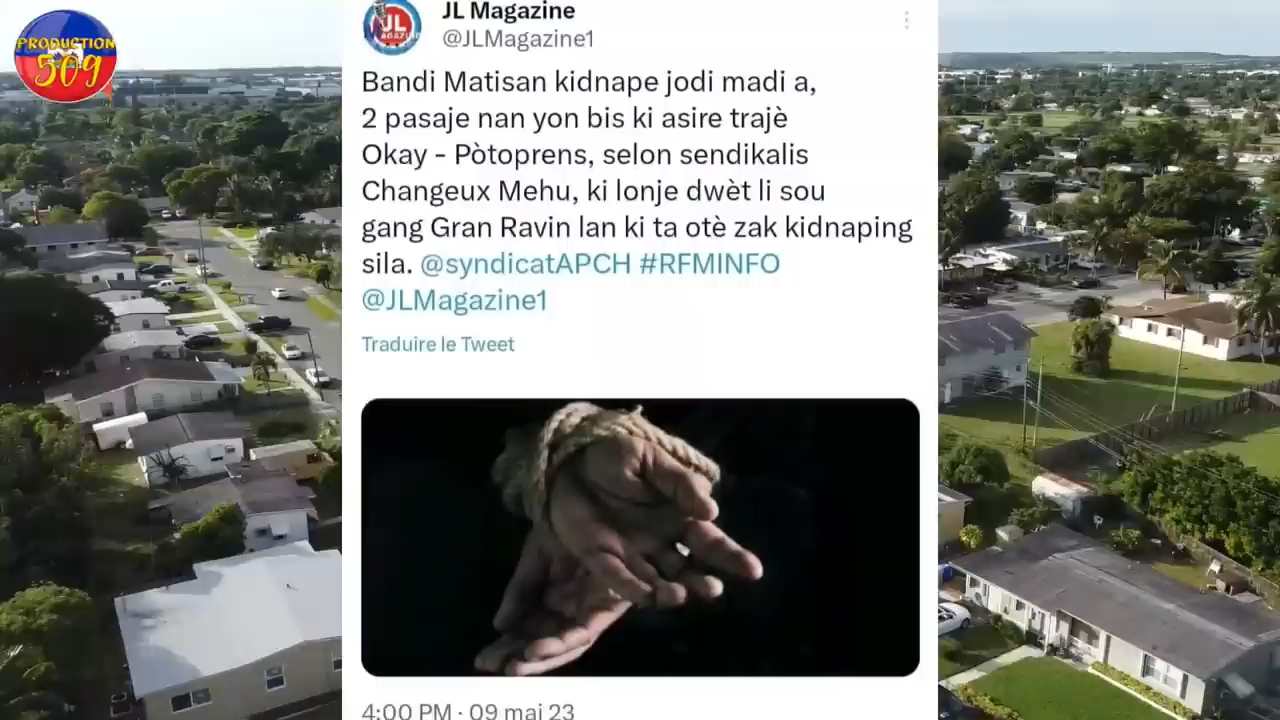 PRODUCTION
509
JL
MAGAZINE
JL Magazine
@JLMagazine1
Bandi Matisan kidnape jodi madi a,
2 pasaje nan yon bis ki asire trajè
Okay - Pòtoprens, selon sendikalis
Changeux Mehu, ki lonje dwèt li sou
gang Gran Ravin lan ki ta otè zak kidnaping
sila. @syndicatAPCH #RFMINFO
@JLMagazine1
Traduire le Tweet
4:00 PM · 09 mai 23